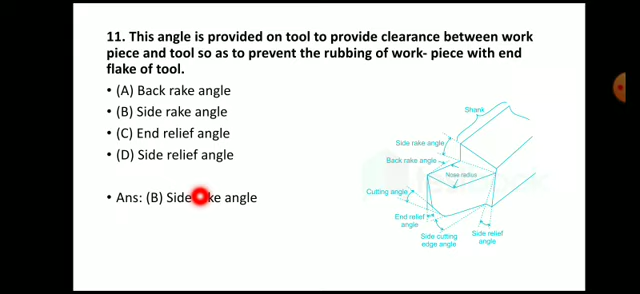 11. This angle is provided on tool to provide clearance between work
piece and tool so as to prevent the rubbing of work- piece with end
flake of tool.
• (A) Back rake angle
• (B) Side rake angle
• (C) End relief angle
• (D) Side relief angle
• Ans: (B) Side angle
Shank
Side rake angle
Back rake angle
Nose radius
Cutting angle
End relief
angle
Side cutting
edge angle
Side relief
angle